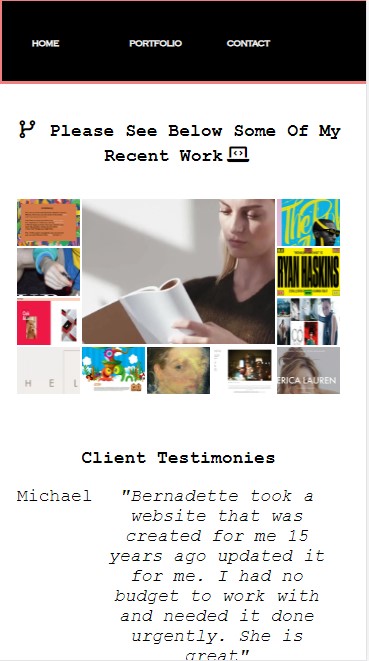 HOME PORTFOLIO CONTACT
Please See Below Some Of My
Recent Work
RYAN HASKINS
H E L
ERICA LAUREN
Client Testimonies
Michael "Bernadette took a
website that was
created for me 15
years ago updated it
for me. I had no
budget to work with
and needed it done
urgently. She is
great"